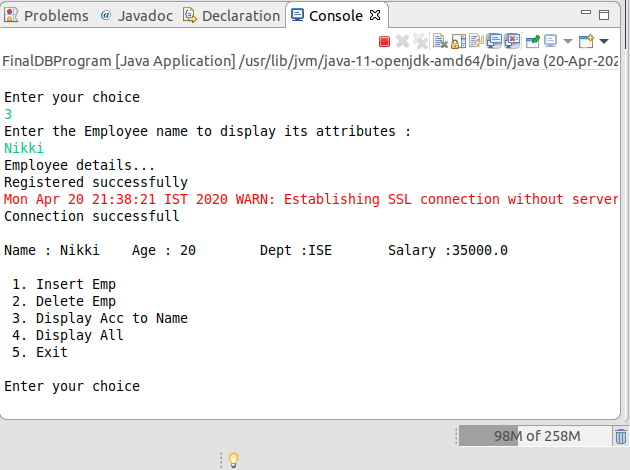 Problems @ Javadoc Declaration Console
FinalDBProgram [Java Application] /usr/lib/jvm/java-11-openjdk-amd64/bin/java (20-Apr-202
Enter your choice
3
Enter the Employee name to display its attributes :
Nikki
Employee details...
Registered successfully
Mon Apr 20 21:38:21 IST 2020 WARN: Establishing SSL connection without server
Connection successfull
Name : Nikki Age : 20 Dept :ISE Salary :35000.0
1. Insert Emp
2. Delete Emp
3. Display Acc to Name
4. Display All
5. Exit
Enter your choice
98M of 258M